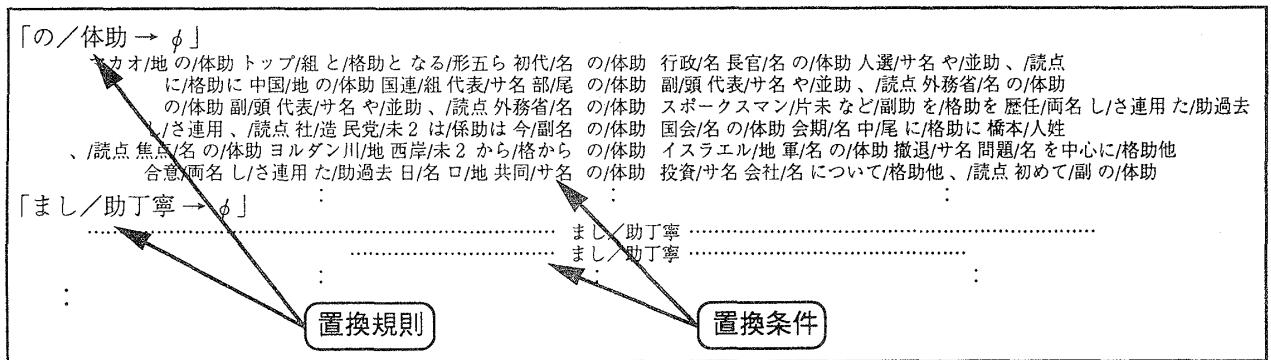 「の／体助 → φ」
マカオ/地 の/体助 トップ/組 と/格助と なる/形五ら 初代/名 の/体助 行政/名 長官/名 の/体助 人選/サ名 や/並助 、/読点
に/格助に 中国/地 の/体助 国連/組 代表/サ名 部/尾 の/体助 副/頭 代表/サ名 や/並助 、/読点 外務省/名 の/体助
の/体助 副/頭 代表/サ名 や/並助 、/読点 外務省/名 の/体助 スポークスマン/片未 など/副助 を/格助を 歴任/両名 し/さ連用 た/助過去
し/さ連用 、/読点 社/造 民党/未2 は/係助は 今/副名 の/体助 国会/名 の/体助 会期/名 中/尾 に/格助に 橋本/人姓
、/読点 焦点/名 の/体助 ヨルダン川/地 西岸/未2 から/格から の/体助 イスラエル/地 軍/名 の/体助 撤退/サ名 問題/名 を中心に/格助他
合意/両名 し/さ連用 た/助過去 日/名 ロ/地 共同/サ名 の/体助 投資/サ名 会社/名 について/格助他 、/読点 初めて/副 の/体助
: : :
「まし／助丁寧 → φ」
まし／助丁寧
まし／助丁寧
: : :
:
置換規則 置換条件